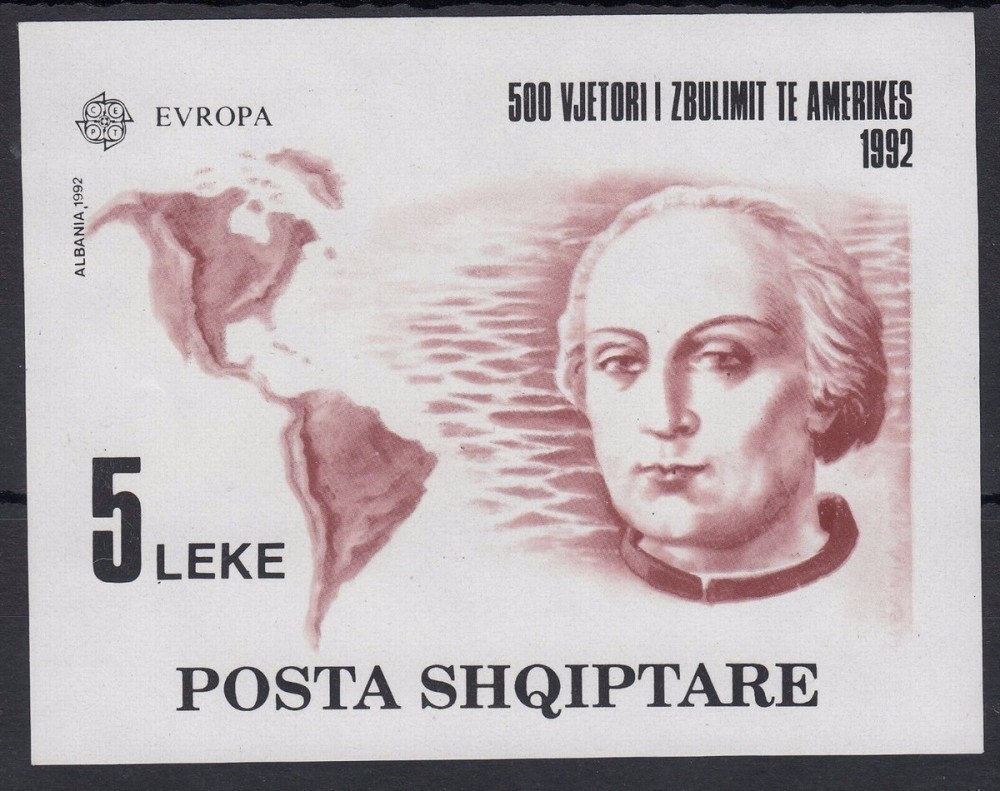 500 VJETORI I ZBULIMIT TE AMERIKES
1992
C E P T
EVROPA
ALBANIA, 1992
5 LEKE
POSTA SHQIPTARE